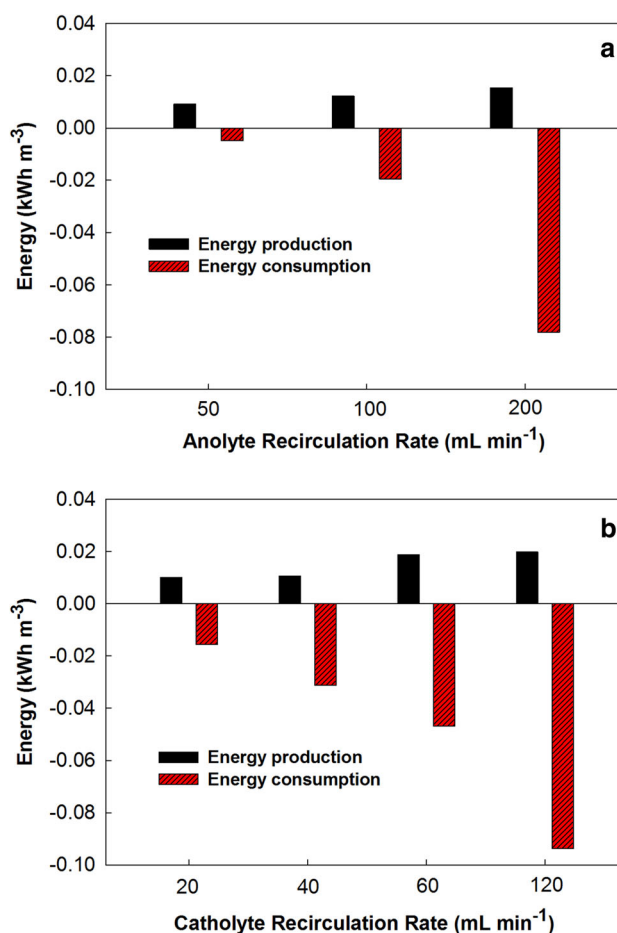 a
0.04
0.02
0.00
-0.02
-0.04
-0.06
-0.08
-0.10
Energy (kWh m⁻³)
Energy production
Energy consumption
50 100 200
Anolyte Recirculation Rate (mL min⁻¹)
b
0.04
0.02
0.00
-0.02
-0.04
-0.06
-0.08
-0.10
Energy (kWh m⁻³)
Energy production
Energy consumption
20 40 60 120
Catholyte Recirculation Rate (mL min⁻¹)